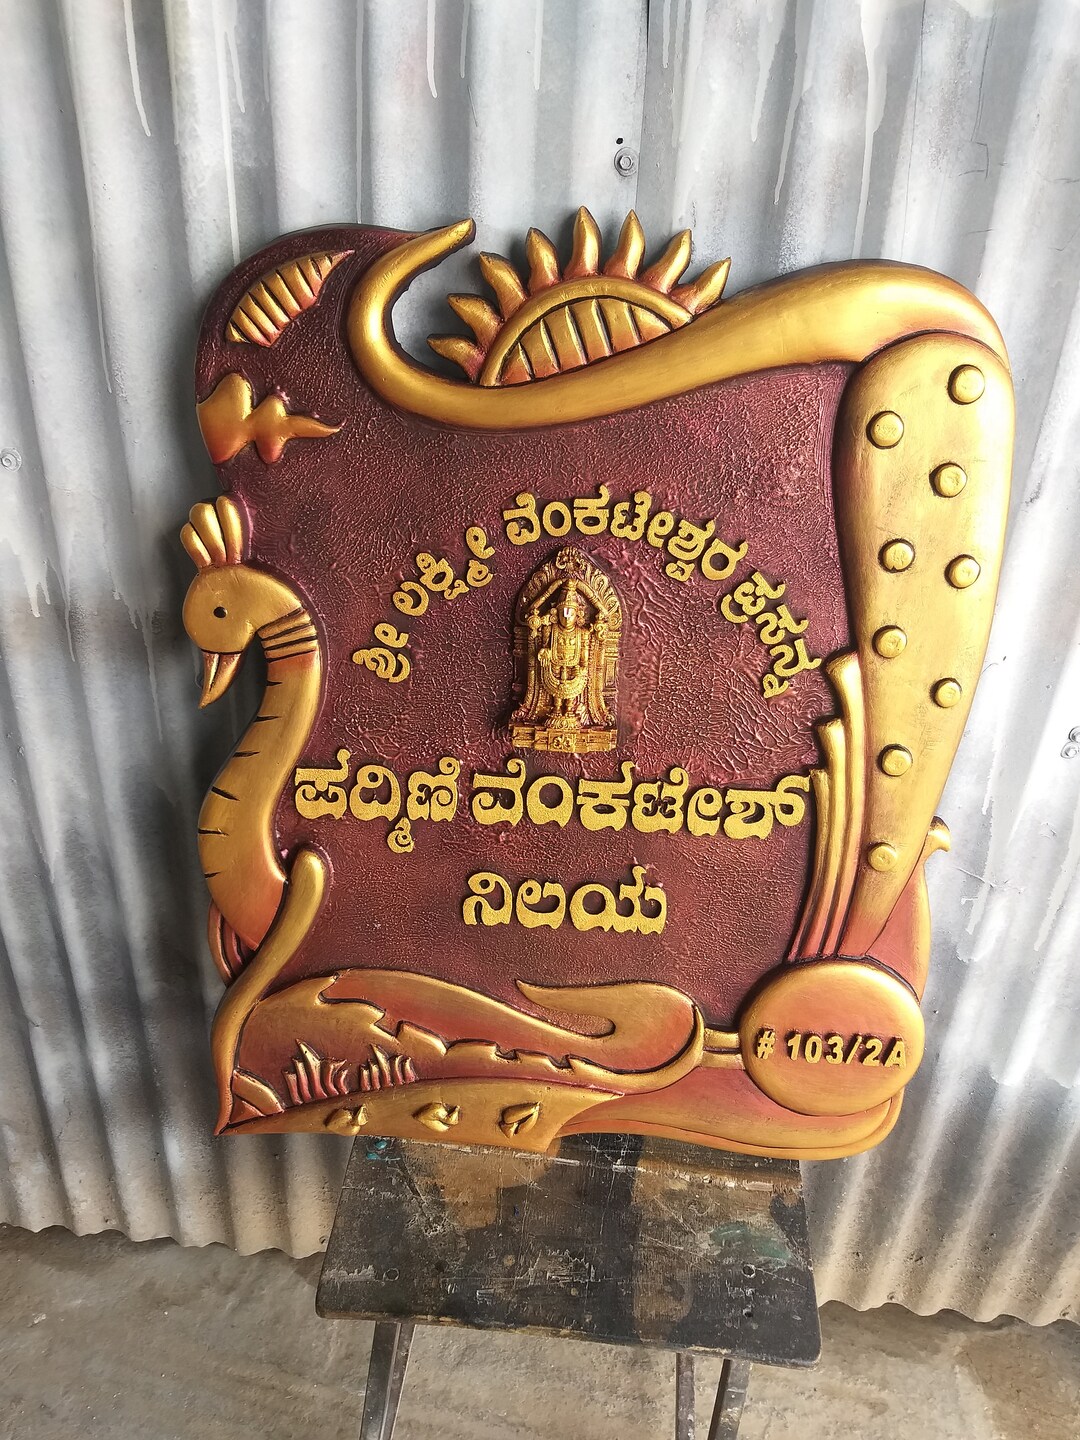 ಶ್ರೀ ಲಕ್ಷ್ಮೀ ವೆಂಕಟೇಶ್ವರ ಪ್ರಸನ್ನ
ಪದ್ಮಿಣಿ ವೆಂಕಟೇಶ್
ನಿಲಯ
# 103/2A